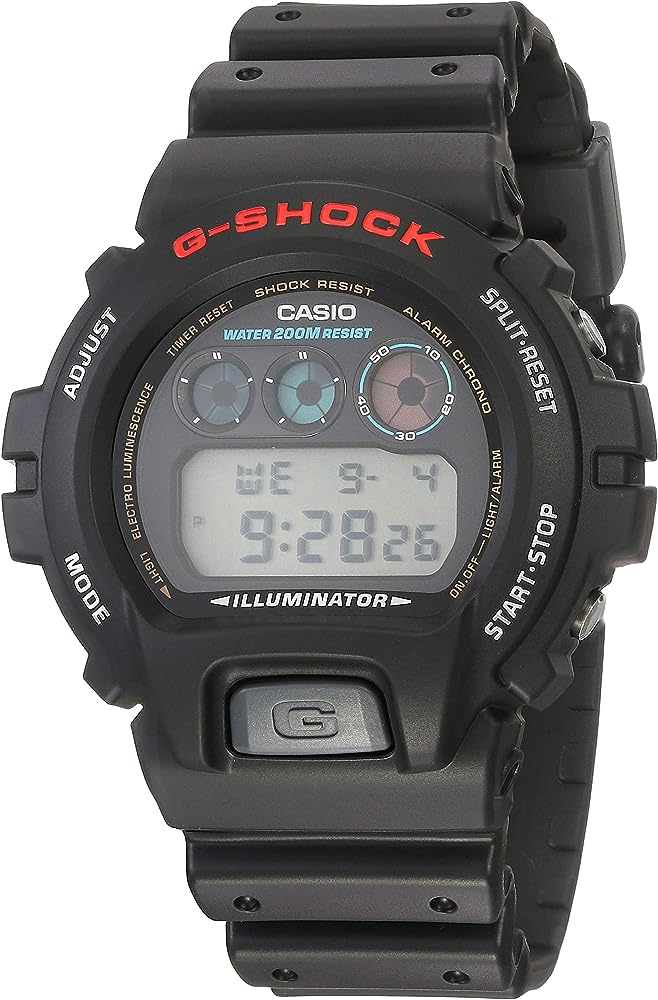 G-SHOCK
SHOCK RESIST
TIMER RESET
ALARM CHRONO
CASIO
WATER 200M RESIST
ADJUST
SPLIT·RESET
50 10
40 20
30
ELECTRO LUMINESCENCE
WE 9- 4
P
9:28 26
LIGHT
ON.OFF—LIGHT/ALARM
MODE
START·STOP
ILLUMINATOR
G